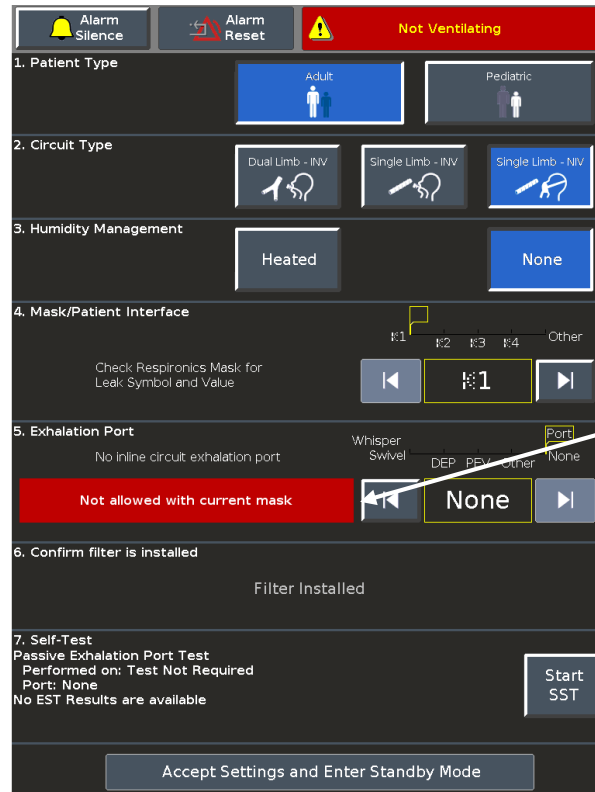 Alarm
Silence
Alarm
Reset
Not Ventilating
1. Patient Type
Adult
Pediatric
2. Circuit Type
Dual Limb - INV
Single Limb - INV
Single Limb - NIV
3. Humidity Management
Heated
None
4. Mask/Patient Interface
1
2
3
4
Other
Check Respironics Mask for
Leak Symbol and Value
1
5. Exhalation Port
Whisper
Swivel
DEP
PEV
Other
Port
None
No inline circuit exhalation port
Not allowed with current mask
None
6. Confirm filter is installed
Filter Installed
7. Self-Test
Passive Exhalation Port Test
Performed on: Test Not Required
Port: None
No EST Results are available
Start
SST
Accept Settings and Enter Standby Mode